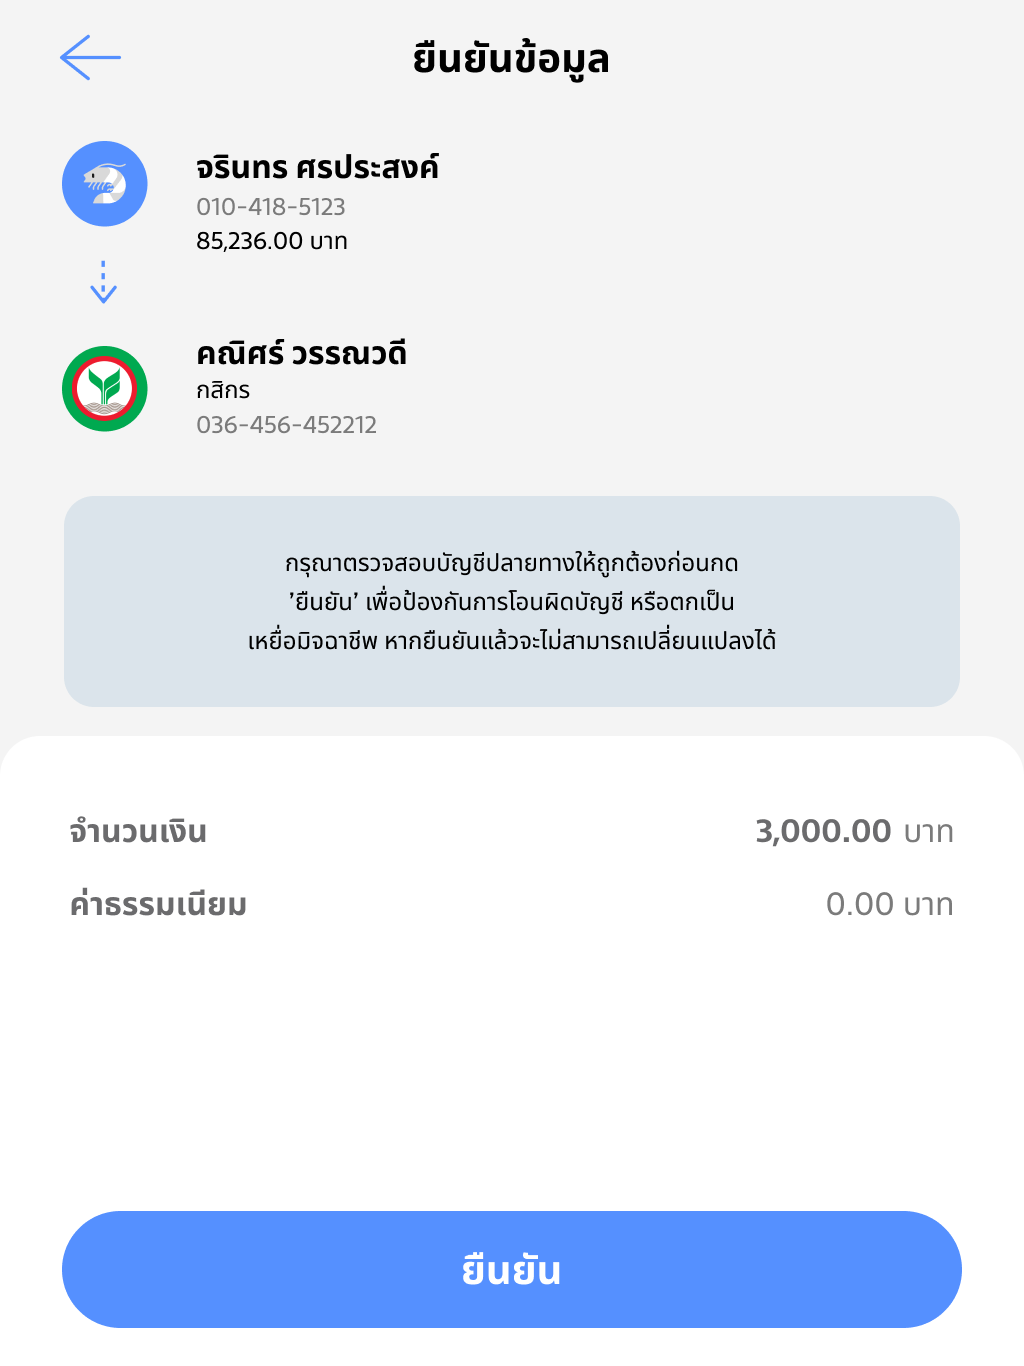 ยืนยันข้อมูล
จรินทร ศรประสงค์
010-418-5123
85,236.00 บาท
คณิศร์ วรรณวดี
กสิกร
036-456-452212
กรุณาตรวจสอบบัญชีปลายทางให้ถูกต้องก่อนกด
’ยืนยัน’ เพื่อป้องกันการโอนผิดบัญชี หรือตกเป็น
เหยื่อมิจฉาชีพ หากยืนยันแล้วจะไม่สามารถเปลี่ยนแปลงได้
จำนวนเงิน 3,000.00 บาท
ค่าธรรมเนียม 0.00 บาท
ยืนยัน